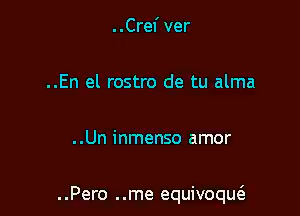 ..Creí ver
..En el rostro de tu alma
..Un inmenso amor
..Pero ..me equivoqué